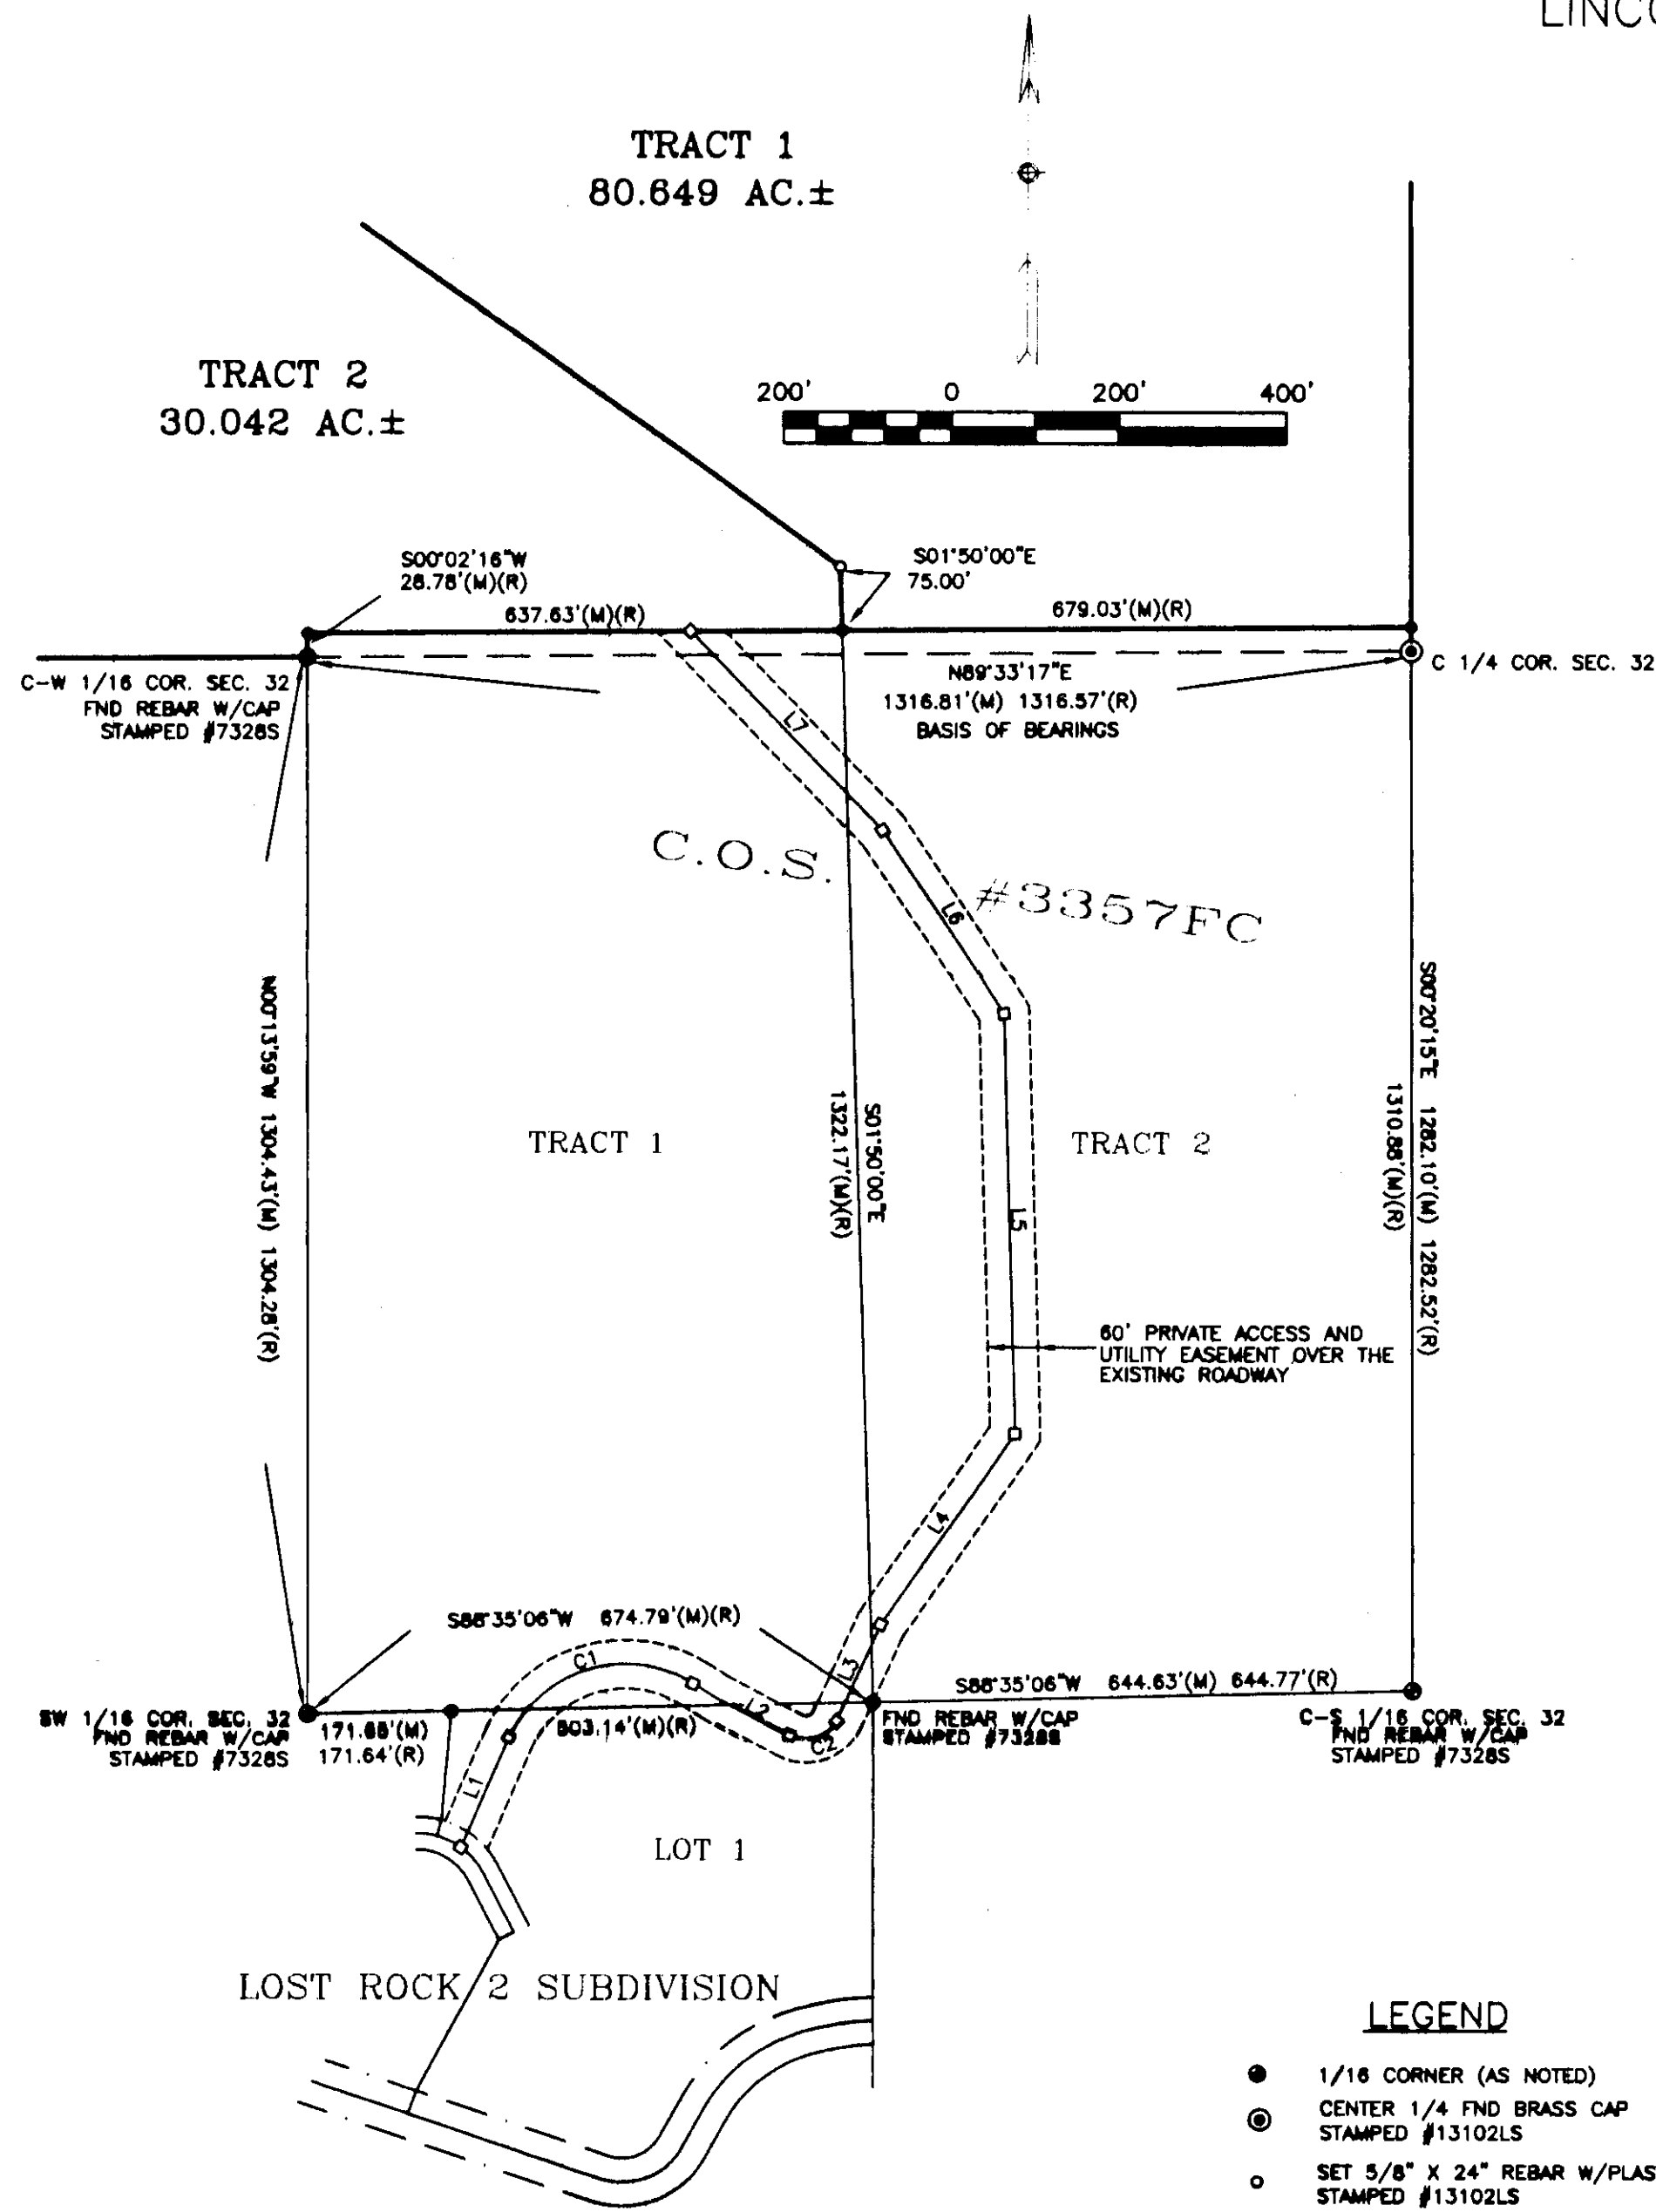 LINCO
TRACT 1
80.649 AC.±
TRACT 2
30.042 AC.±
200' 0 200' 400'
S00°02'16"W
28.78'(M)(R)
S01°50'00"E
75.00'
637.63'(M)(R)
679.03'(M)(R)
C-W 1/16 COR. SEC. 32
FND REBAR W/CAP
STAMPED #7328S
N89°33'17"E
1316.81'(M) 1316.57'(R)
BASIS OF BEARINGS
C 1/4 COR. SEC. 32
L7
C.O.S. #3357FC
L6
N00°13'59"W 1304.43'(M) 1304.28'(R)
TRACT 1
S01°50'00"E
1322.17'(M)(R)
TRACT 2
L5
S00°20'15"E 1282.10'(M) 1282.52'(R)
1310.88'(M)(R)
60' PRIVATE ACCESS AND
UTILITY EASEMENT OVER THE
EXISTING ROADWAY
L4
S88°35'06"W 674.79'(M)(R)
C1
L3
L2
C2
S88°35'06"W 644.63'(M) 644.77'(R)
SW 1/16 COR. SEC. 32
FND REBAR W/CAP
STAMPED #7328S
171.65'(M)
171.64'(R)
503.14'(M)(R)
FND REBAR W/CAP
STAMPED #7328S
C-S 1/16 COR. SEC. 32
FND REBAR W/CAP
STAMPED #7328S
L1
LOT 1
LOST ROCK 2 SUBDIVISION
LEGEND
1/16 CORNER (AS NOTED)
CENTER 1/4 FND BRASS CAP
STAMPED #13102LS
SET 5/8" X 24" REBAR W/PLAS
STAMPED #13102LS